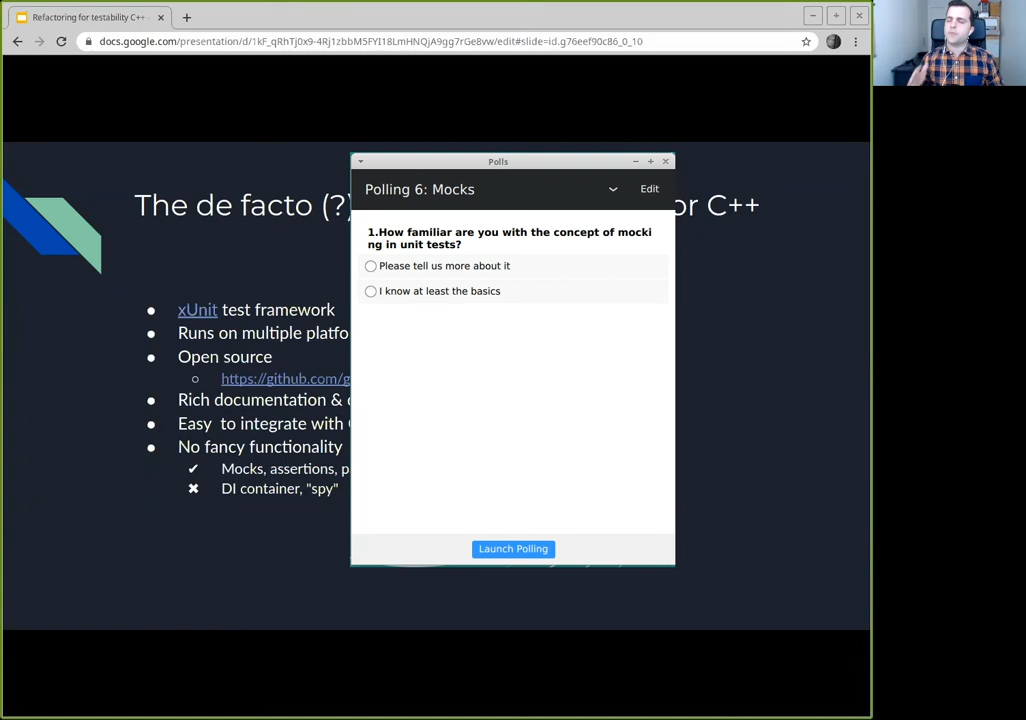 Refactoring for testability C++
docs.google.com/presentation/d/1kF_qRhTj0x9-4Rj1zbbM5FYI18LmHNQjA9gg7rGe8vw/edit#slide=id.g76eef90c86_0_10
Polls
Polling 6: Mocks
Edit
The de facto (?)
or C++
1.How familiar are you with the concept of mocki
ng in unit tests?
Please tell us more about it
I know at least the basics
● xUnit test framework
● Runs on multiple platfo
● Open source
○ https://github.com/g
● Rich documentation &
● Easy to integrate with
● No fancy functionality
✔ Mocks, assertions, p
✖ DI container, "spy"
Launch Polling